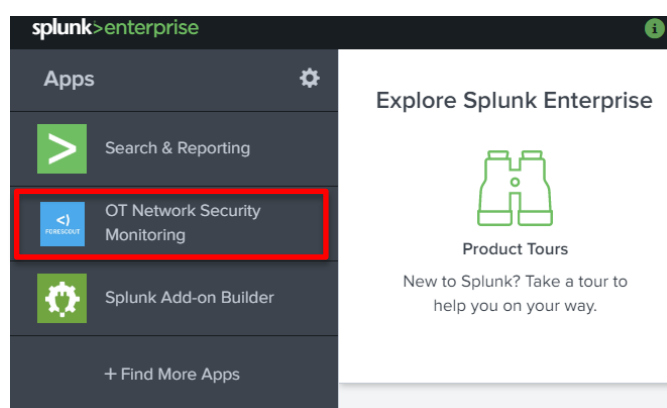 splunk>enterprise
i
Apps
Explore Splunk Enterprise
> Search & Reporting
<)
FORESCOUT
OT Network Security
Monitoring
Product Tours
New to Splunk? Take a tour to
help you on your way.
Splunk Add-on Builder
+ Find More Apps